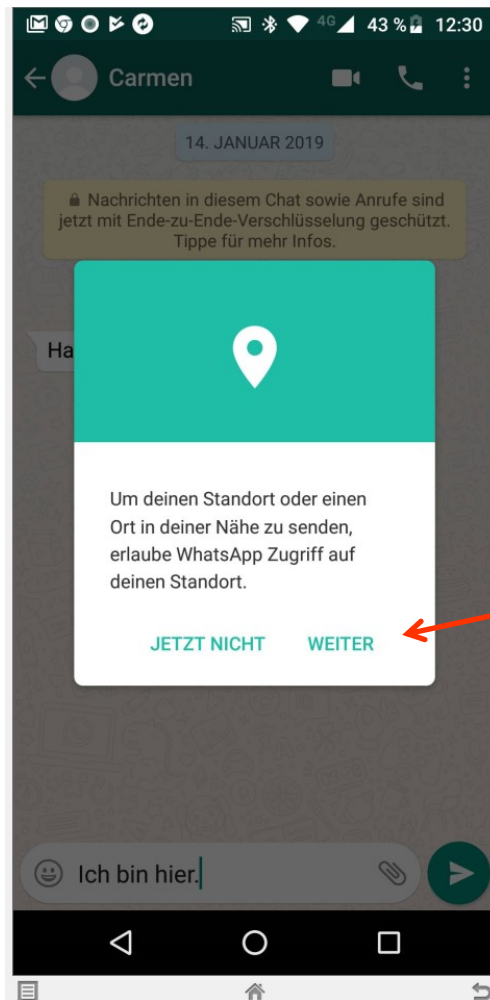 4G 43 % 12:30
Carmen
14. JANUAR 2019
Nachrichten in diesem Chat sowie Anrufe sind
jetzt mit Ende-zu-Ende-Verschlüsselung geschützt.
Tippe für mehr Infos.
Ha
Um deinen Standort oder einen
Ort in deiner Nähe zu senden,
erlaube WhatsApp Zugriff auf
deinen Standort.
JETZT NICHT WEITER
Ich bin hier.